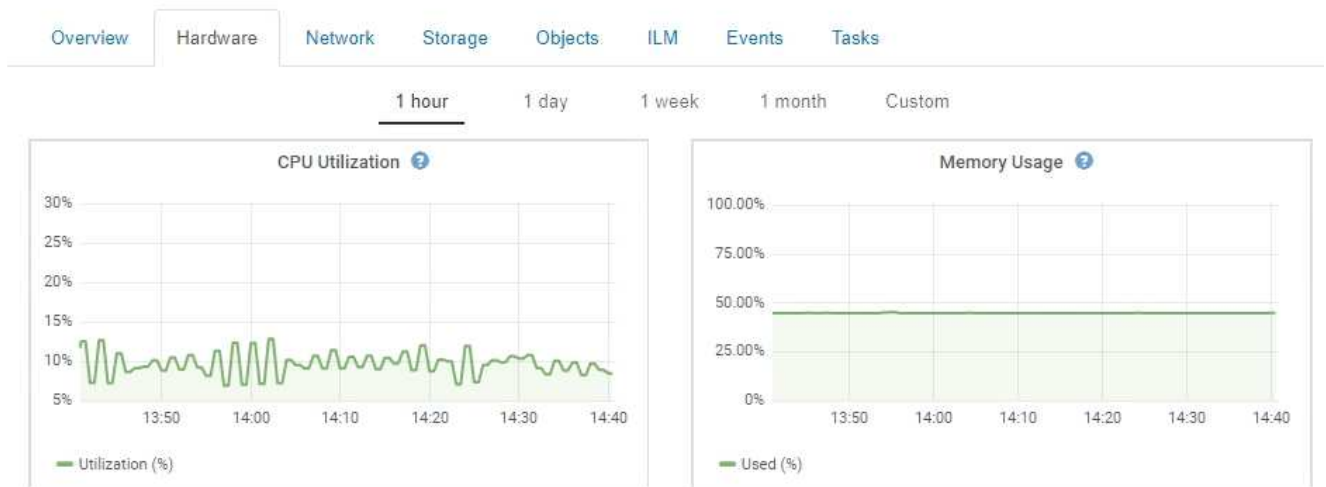 Overview Hardware Network Storage Objects ILM Events Tasks
1 hour 1 day 1 week 1 month Custom
CPU Utilization
30%
25%
20%
15%
10%
5%
13:50 14:00 14:10 14:20 14:30 14:40
Utilization (%)
Memory Usage
100.00%
75.00%
50.00%
25.00%
0%
13:50 14:00 14:10 14:20 14:30 14:40
Used (%)